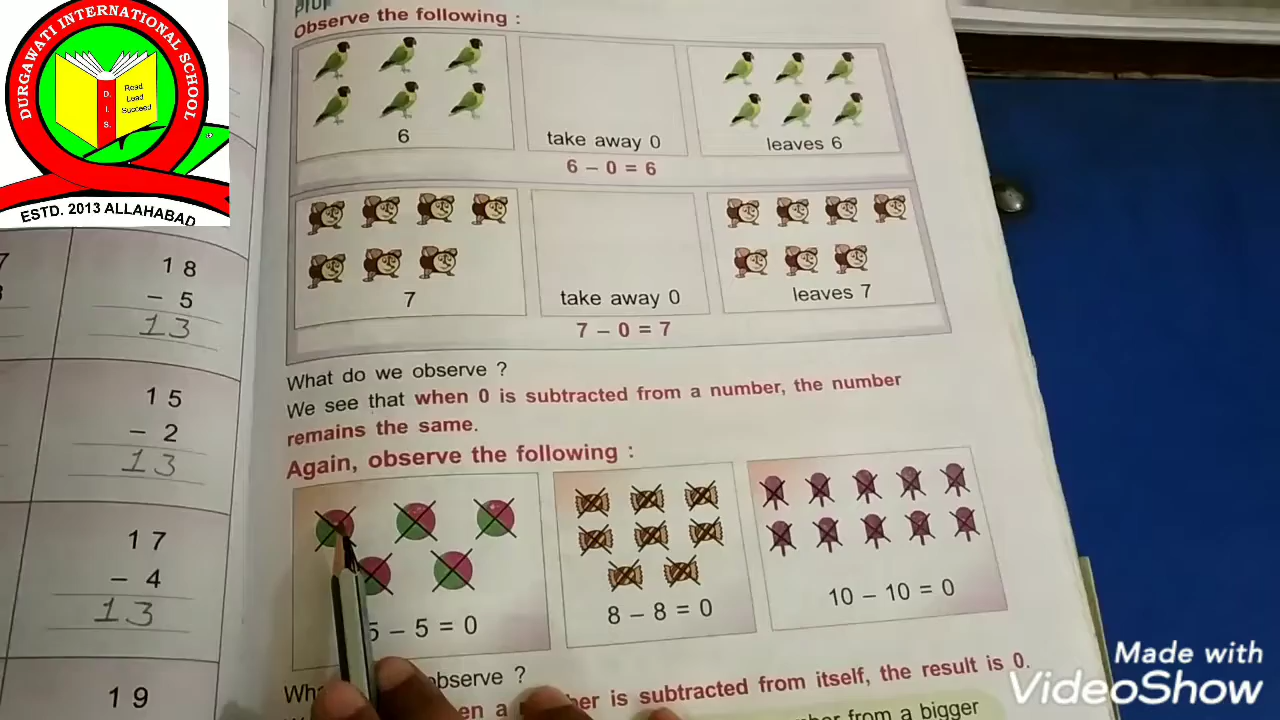 DURGAWATI INTERNATIONAL SCHOOL
Read
Lead
Succeed
D.
I.
S.
ESTD. 2013 ALLAHABAD
Observe the following :
6
take away 0
leaves 6
6 – 0 = 6
7
take away 0
leaves 7
7 – 0 = 7
What do we observe ?
We see that when 0 is subtracted from a number, the number
remains the same.
Again, observe the following :
5 – 5 = 0
8 – 8 = 0
10 – 10 = 0
observe ?
is subtracted from itself, the result is 0.
from a bigger
18
– 5
13
15
– 2
13
17
– 4
13
19
Made with
VideoShow